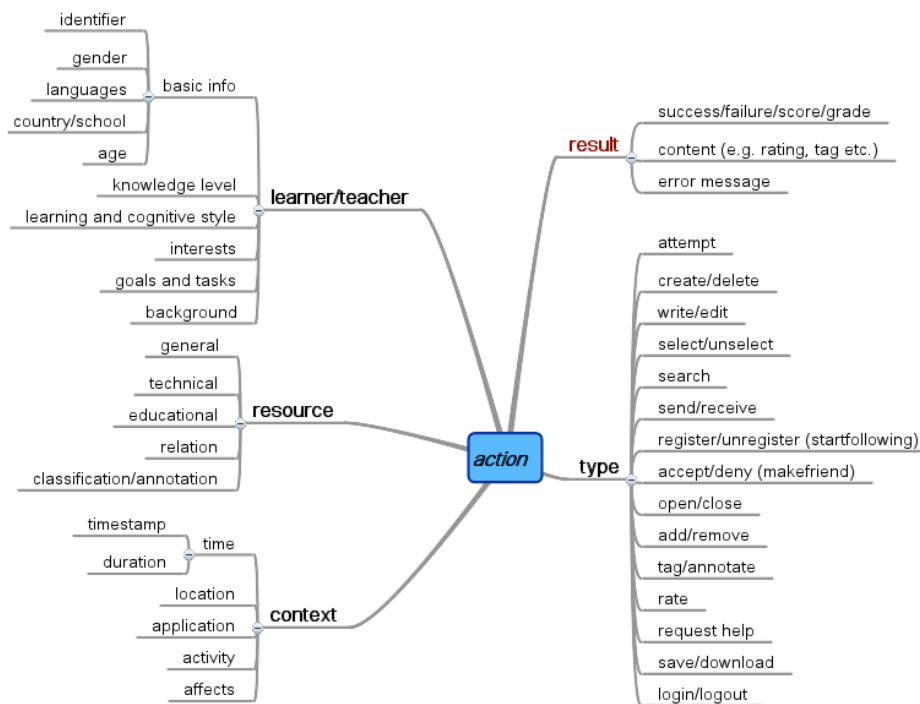 identifier
gender
languages
country/school
age
basic info
knowledge level
learning and cognitive style
interests
goals and tasks
background
learner/teacher
general
technical
educational
relation
classification/annotation
resource
timestamp
duration
time
location
application
activity
affects
context
action
result
success/failure/score/grade
content (e.g. rating, tag etc.)
error message
type
attempt
create/delete
write/edit
select/unselect
search
send/receive
register/unregister (startfollowing)
accept/deny (makefriend)
open/close
add/remove
tag/annotate
rate
request help
save/download
login/logout